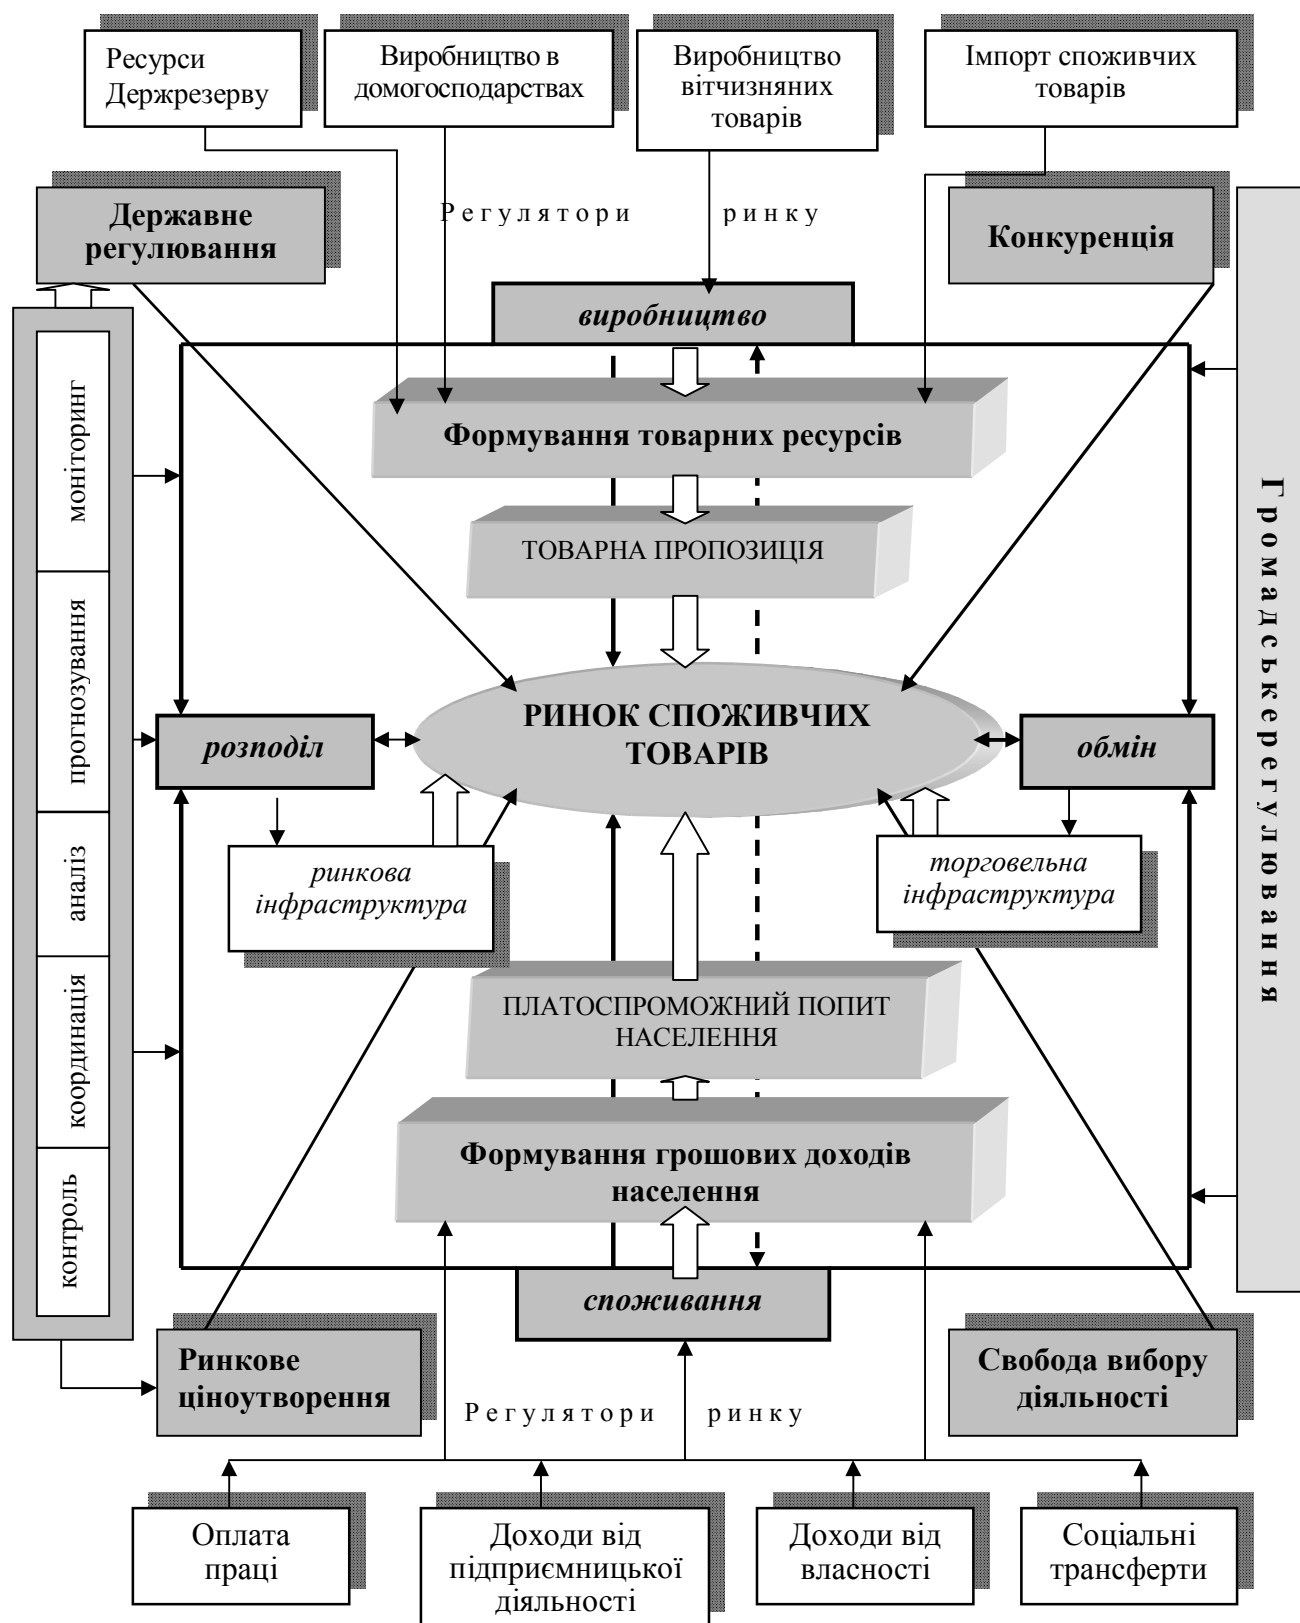 Ресурси
Держрезерву
Виробництво в
домогосподарствах
Виробництво
вітчизняних
товарів
Імпорт споживчих
товарів
Державне
регулювання
Регулятори ринку
Конкуренція
виробництво
Формування товарних ресурсів
ТОВАРНА ПРОПОЗИЦІЯ
моніторинг
прогнозування
аналіз
координація
контроль
Громадськерегулювання
РИНОК СПОЖИВЧИХ
ТОВАРІВ
розподіл
обмін
ринкова
інфраструктура
торговельна
інфраструктура
ПЛАТОСПРОМОЖНИЙ ПОПИТ
НАСЕЛЕННЯ
Формування грошових доходів
населення
споживання
Ринкове
ціноутворення
Регулятори ринку
Свобода вибору
діяльності
Оплата
праці
Доходи від
підприємницької
діяльності
Доходи від
власності
Соціальні
трансферти